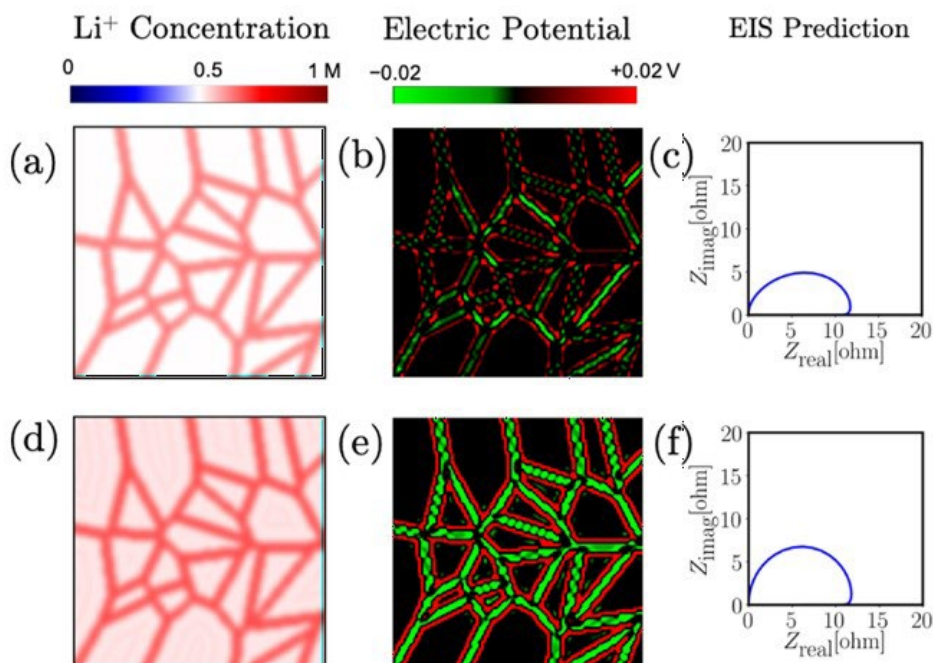 Li⁺ Concentration Electric Potential EIS Prediction
0 0.5 1 M −0.02 +0.02 V
(a) (b) (c)
20
15
10
5
0
0 5 10 15 20
Z_imag[ohm]
Z_real[ohm]
(d) (e) (f)
20
15
10
5
0
0 5 10 15 20
Z_imag[ohm]
Z_real[ohm]